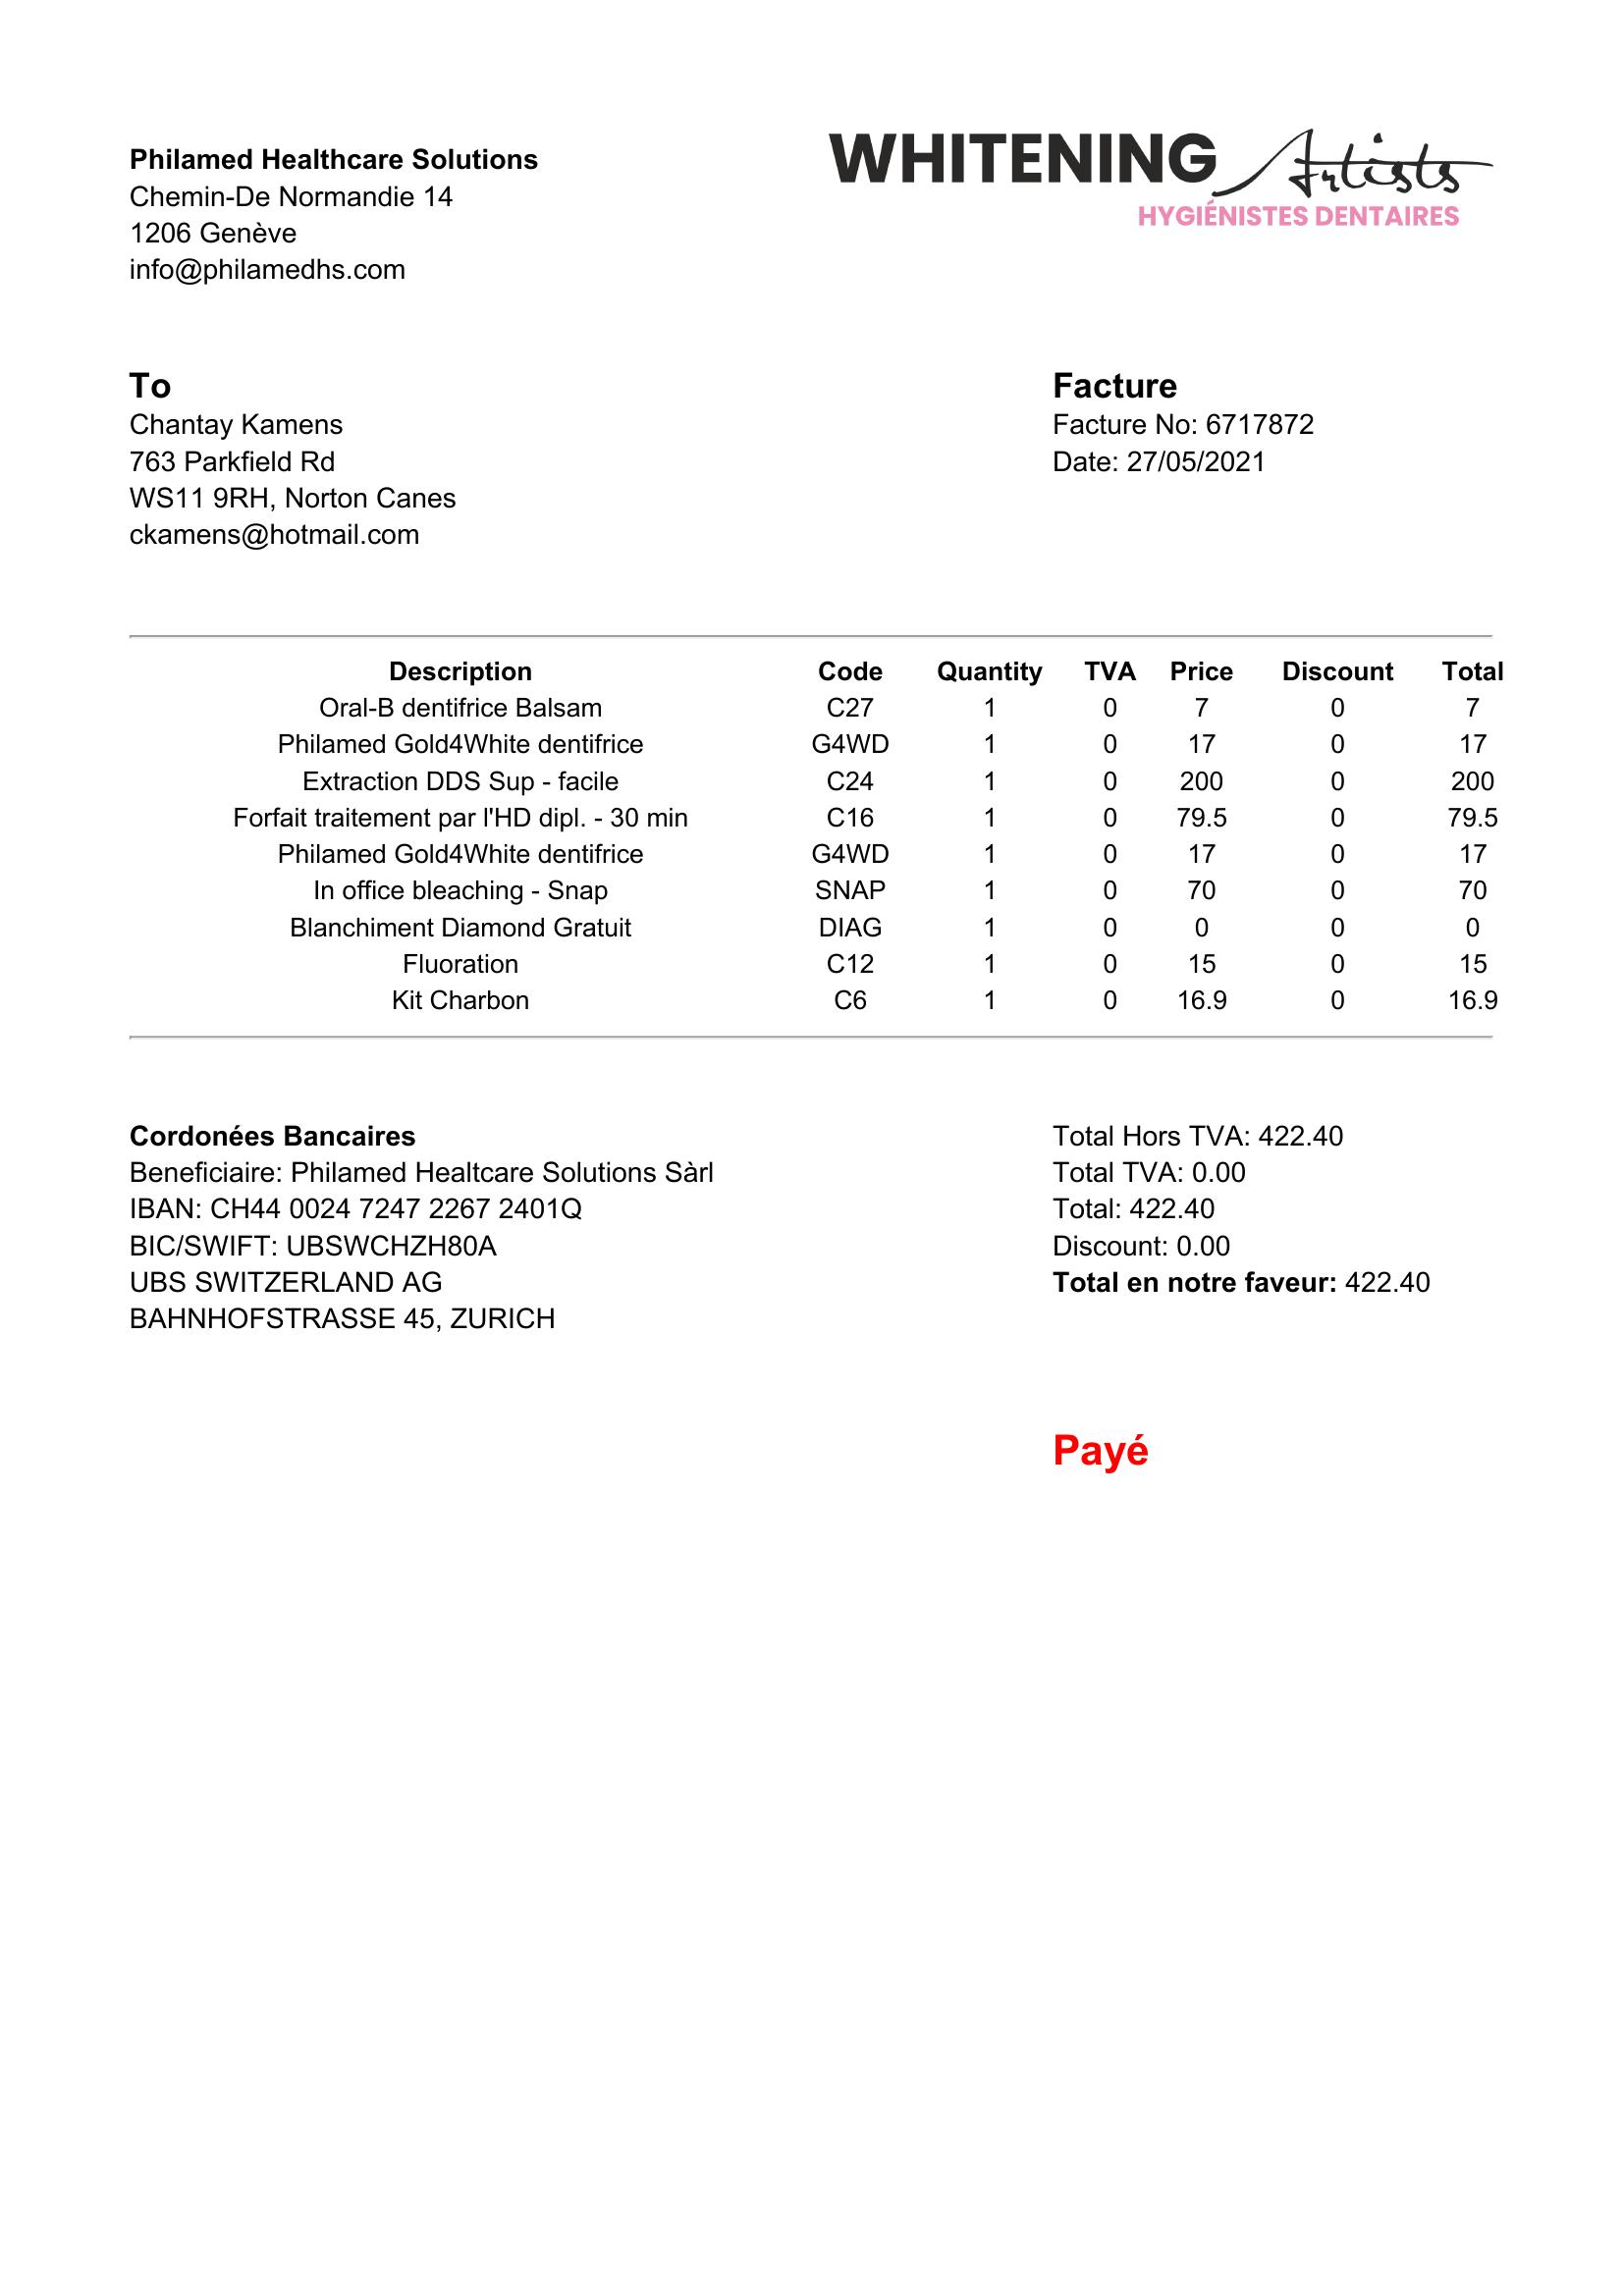 Philamed Healthcare Solutions
Chemin-De Normandie 14
1206 Genève
info@philamedhs.com
WHITENING Artists
HYGIÉNISTES DENTAIRES
To
Chantay Kamens
763 Parkfield Rd
WS11 9RH, Norton Canes
ckamens@hotmail.com
Facture
Facture No: 6717872
Date: 27/05/2021
Description Code Quantity TVA Price Discount Total
Oral-B dentifrice Balsam C27 1 0 7 0 7
Philamed Gold4White dentifrice G4WD 1 0 17 0 17
Extraction DDS Sup - facile C24 1 0 200 0 200
Forfait traitement par l'HD dipl. - 30 min C16 1 0 79.5 0 79.5
Philamed Gold4White dentifrice G4WD 1 0 17 0 17
In office bleaching - Snap SNAP 1 0 70 0 70
Blanchiment Diamond Gratuit DIAG 1 0 0 0 0
Fluoration C12 1 0 15 0 15
Kit Charbon C6 1 0 16.9 0 16.9
Cordonées Bancaires
Beneficiaire: Philamed Healtcare Solutions Sàrl
IBAN: CH44 0024 7247 2267 2401Q
BIC/SWIFT: UBSWCHZH80A
UBS SWITZERLAND AG
BAHNHOFSTRASSE 45, ZURICH
Total Hors TVA: 422.40
Total TVA: 0.00
Total: 422.40
Discount: 0.00
Total en notre faveur: 422.40
Payé